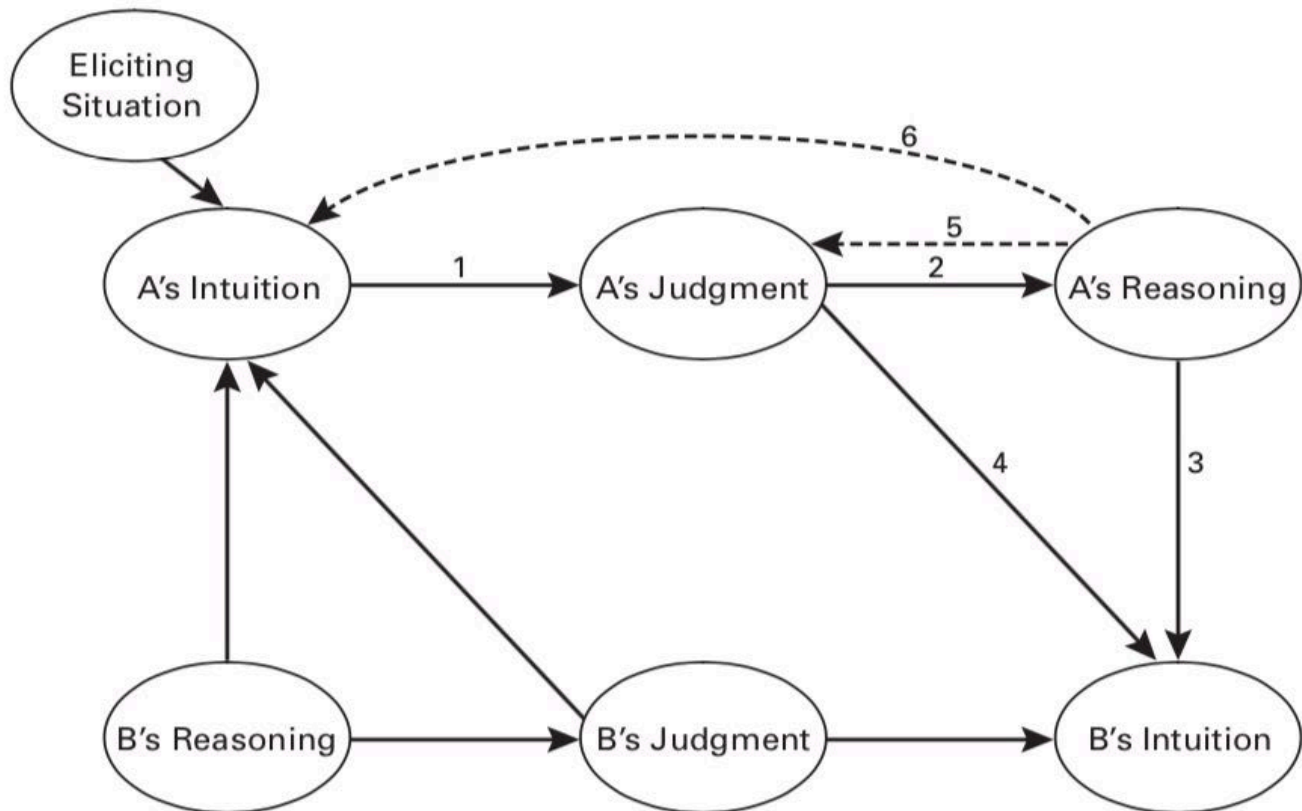 Eliciting
Situation
6
5
A's Intuition
1
A's Judgment
2
A's Reasoning
4
3
B's Reasoning
B's Judgment
B's Intuition